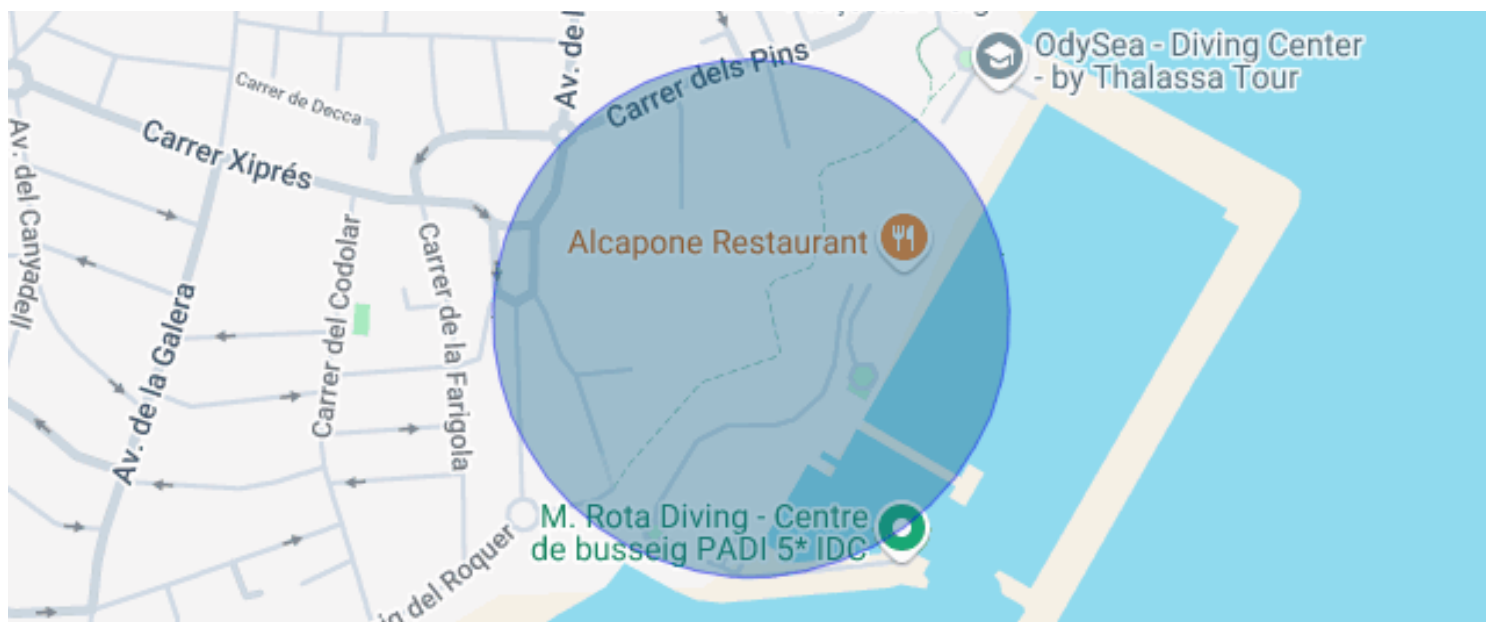 OdySea - Diving Center
- by Thalassa Tour
Carrer dels Pins
Av. de l
Carrer de Decca
Carrer Xiprés
Av. del Canyadell
Alcapone Restaurant
Carrer del Codolar
Carrer de la Farigola
Av. de la Galera
M. Rota Diving - Centre
de busseig PADI 5* IDC
ig del Roquer